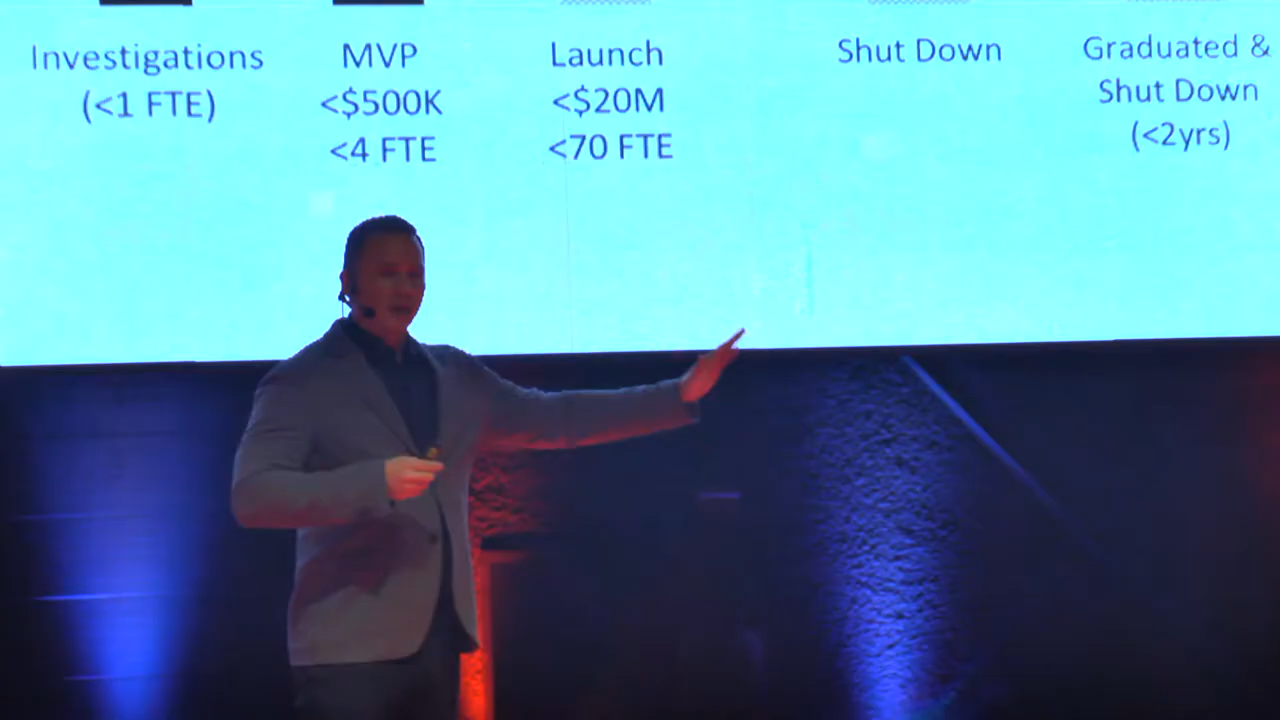 Investigations
(<1 FTE)
MVP
<$500K
<4 FTE
Launch
<$20M
<70 FTE
Shut Down
Graduated &
Shut Down
(<2yrs)